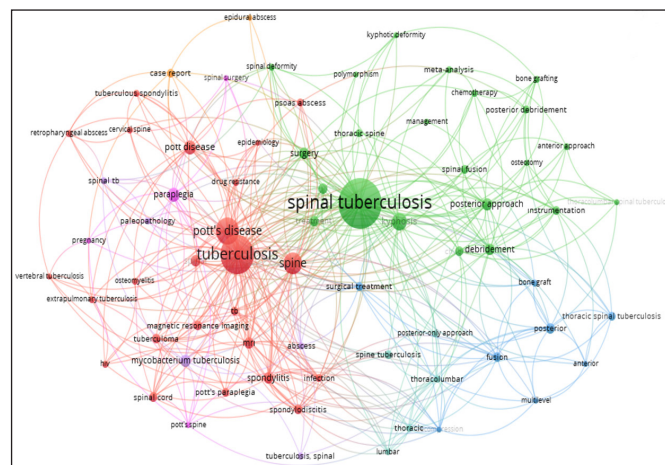 epidural abscess
kyphotic deformity
spinal deformity
case report
spinal surgery
polymorphism
meta-analysis
bone grafting
chemotherapy
tuberculous spondylitis
psoas abscess
posterior debridement
management
retropharyngeal abscess
cervical spine
thoracic spine
epidemiology
pott disease
anterior approach
surgery
osteotomy
spinal fusion
spinal tb
drug resistance
paraplegia
spinal tuberculosis
posterior approach
instrumentation
paleopathology
treatment
kyphosis
pott's disease
pregnancy
debridement
tuberculosis
spine
vertebral tuberculosis
osteomyelitis
surgical treatment
bone graft
extrapulmonary tuberculosis
tb
thoracic spinal tuberculosis
magnetic resonance imaging
posterior-only approach
posterior
tuberculoma
mri
abscess
spine tuberculosis
fusion
mycobacterium tuberculosis
hiv
anterior
spondylitis
infection
thoracolumbar
pott's paraplegia
spinal cord
multilevel
spondylodiscitis
pott's spine
thoracic
lumbar
tuberculosis, spinal